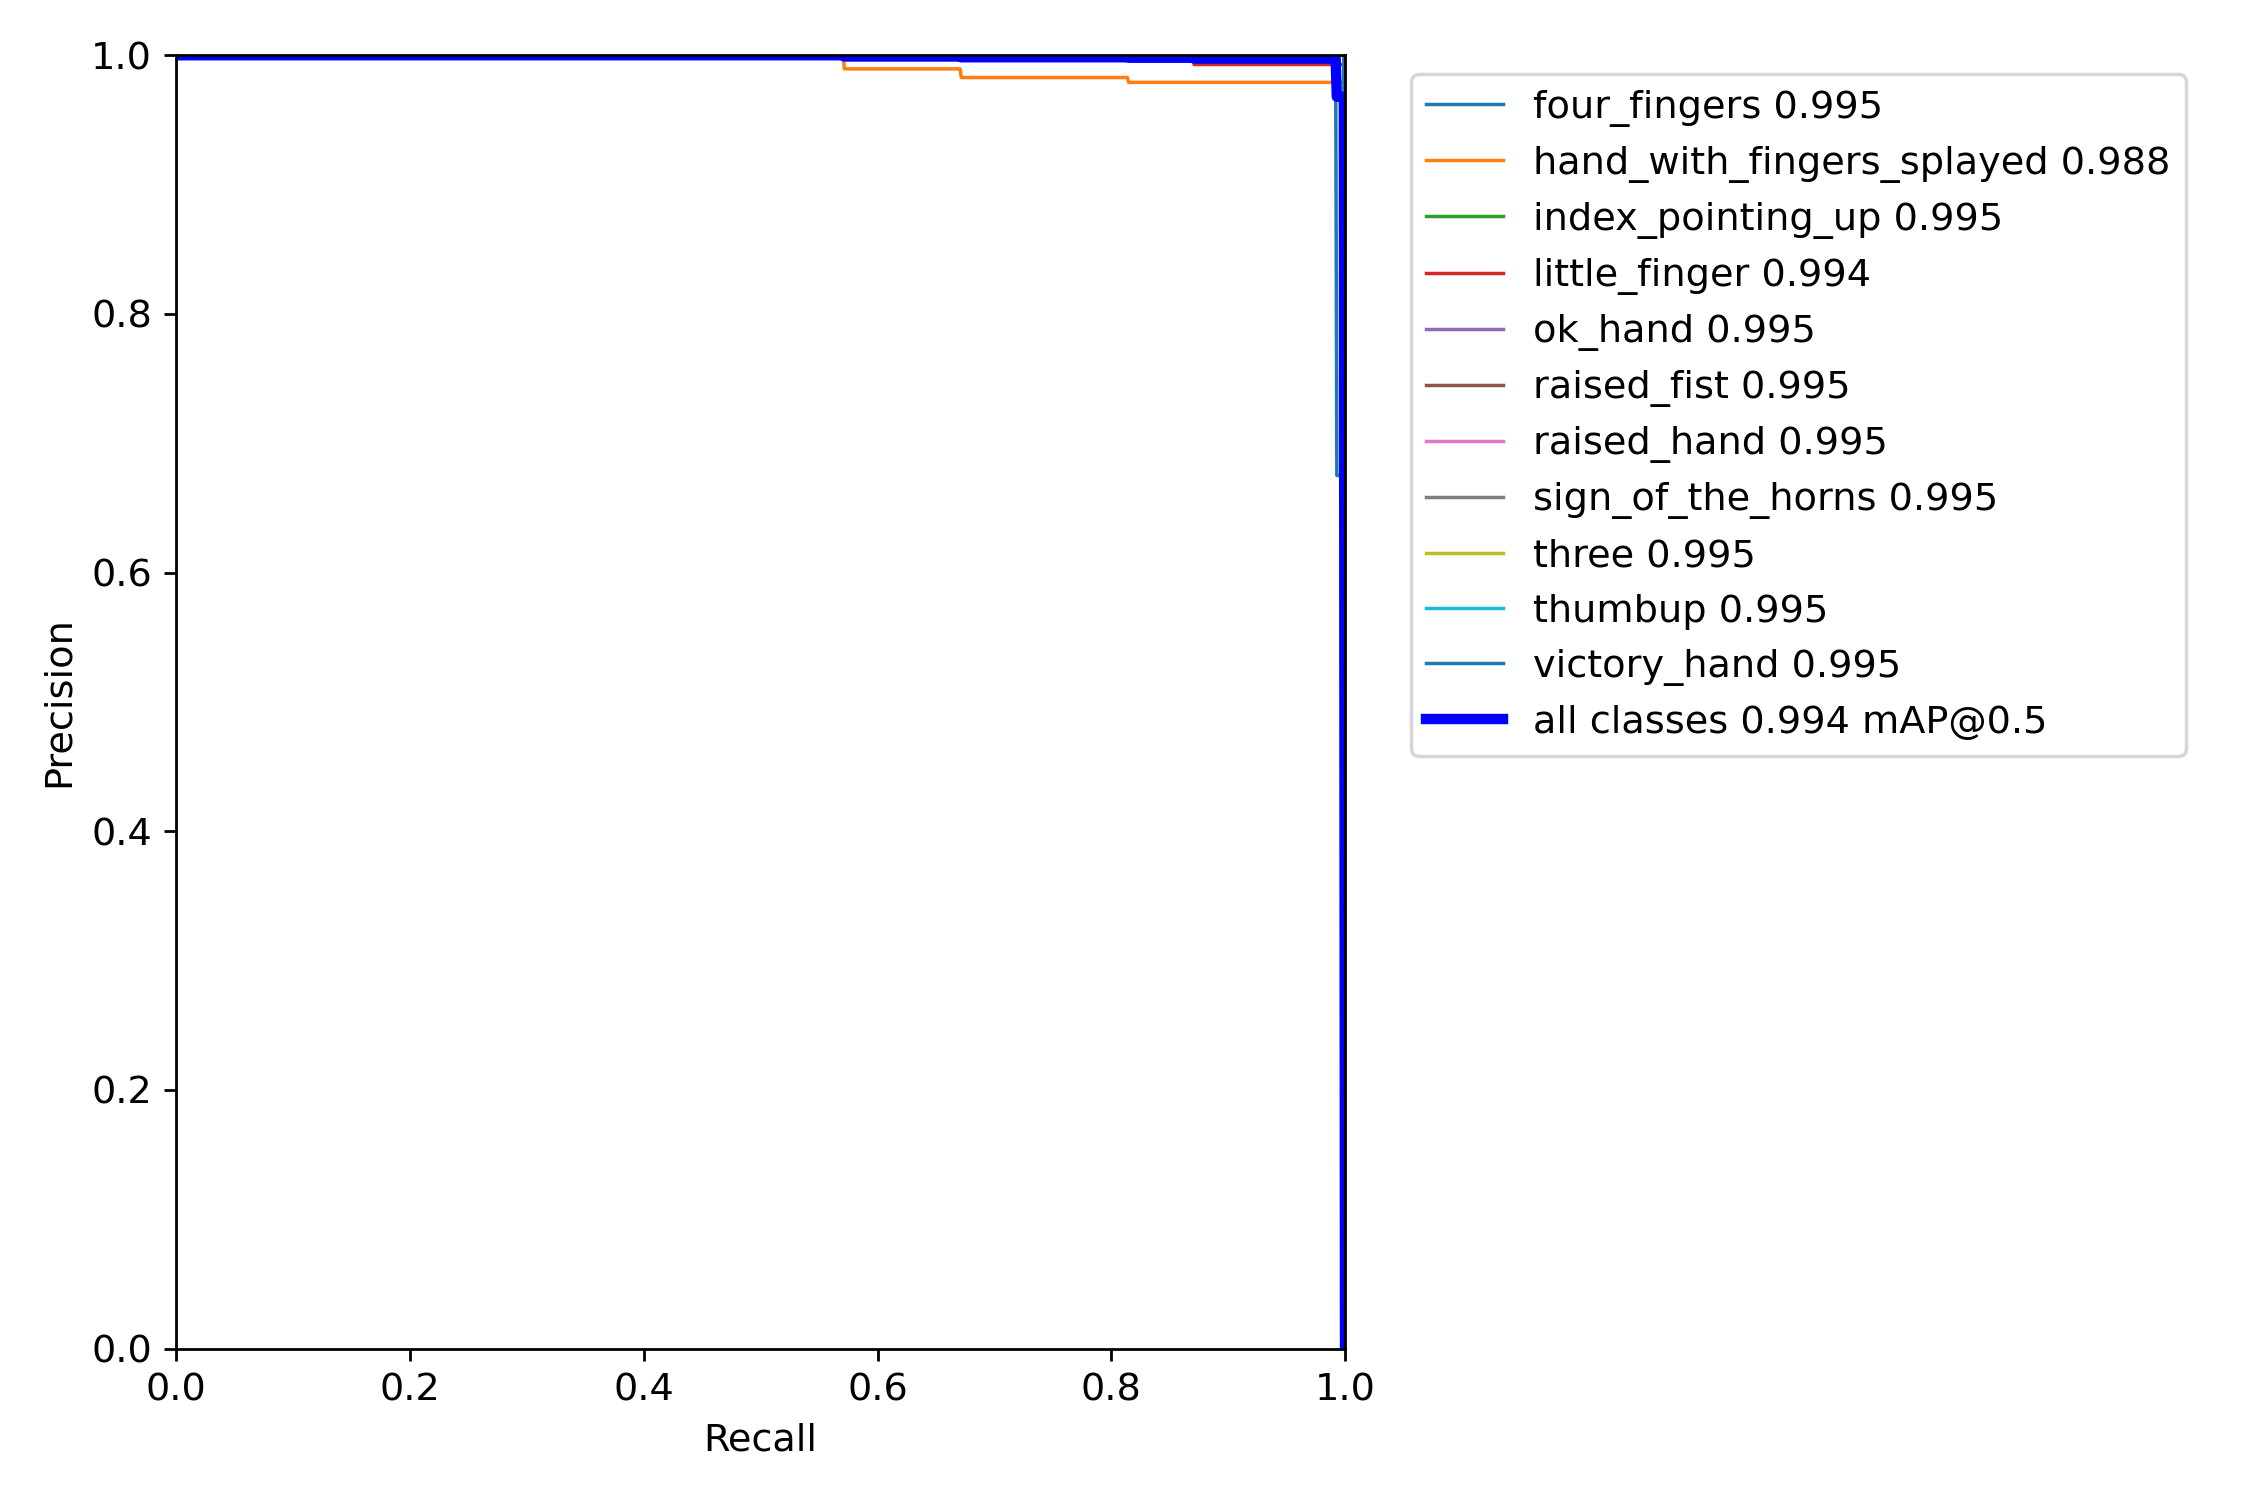 1.0
0.8
0.6
0.4
0.2
0.0
Precision
0.0 0.2 0.4 0.6 0.8 1.0
Recall
four_fingers 0.995
hand_with_fingers_splayed 0.988
index_pointing_up 0.995
little_finger 0.994
ok_hand 0.995
raised_fist 0.995
raised_hand 0.995
sign_of_the_horns 0.995
three 0.995
thumbup 0.995
victory_hand 0.995
all classes 0.994 mAP@0.5